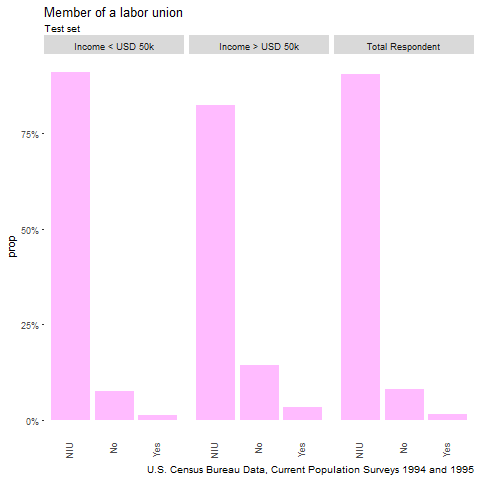 Member of a labor union
Test set
Income < USD 50k
Income > USD 50k
Total Respondent
prop
75%
50%
25%
0%
NIU
No
Yes
NIU
No
Yes
NIU
No
Yes
U.S. Census Bureau Data, Current Population Surveys 1994 and 1995